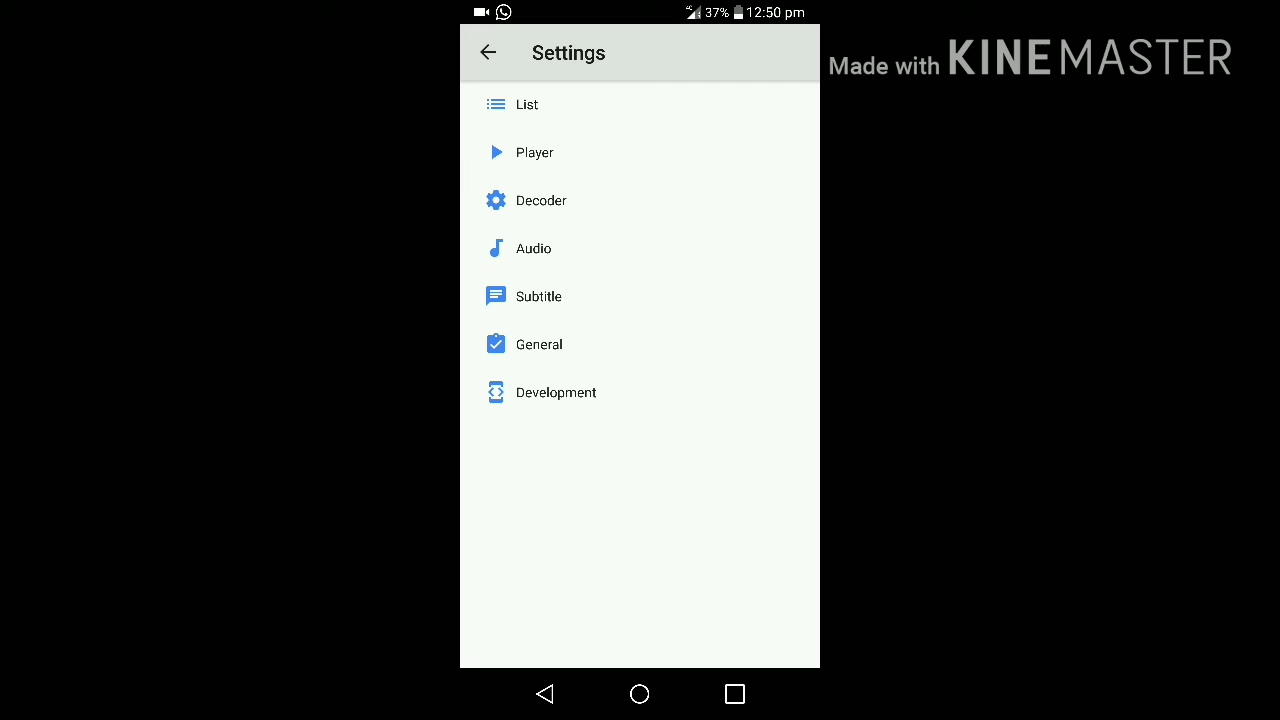 37% 12:50 pm
Settings
Made with KINEMASTER
List
Player
Decoder
Audio
Subtitle
General
Development